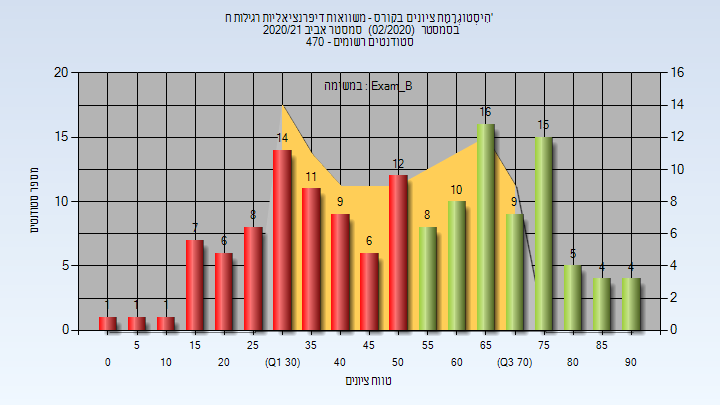 הִיסְטוֹגְרָמַת ציונים בקורס - משוואות דיפרנציאליות רגילות ח'
בסמסטר (02/2020) סמסטר אביב 2020/21
סטודנטים רשומים - 470
במשימה : Exam_B
מספר סטודנטים
20 15 10 5 0
16 14 12 10 8 6 4 2 0
1 1 1 7 6 8 14 11 9 6 12 8 10 16 9 15 5 4 4
5 15 25 35 45 55 65 75 85
0 10 20 (Q1 30) 40 50 60 (Q3 70) 80 90
טווח ציונים